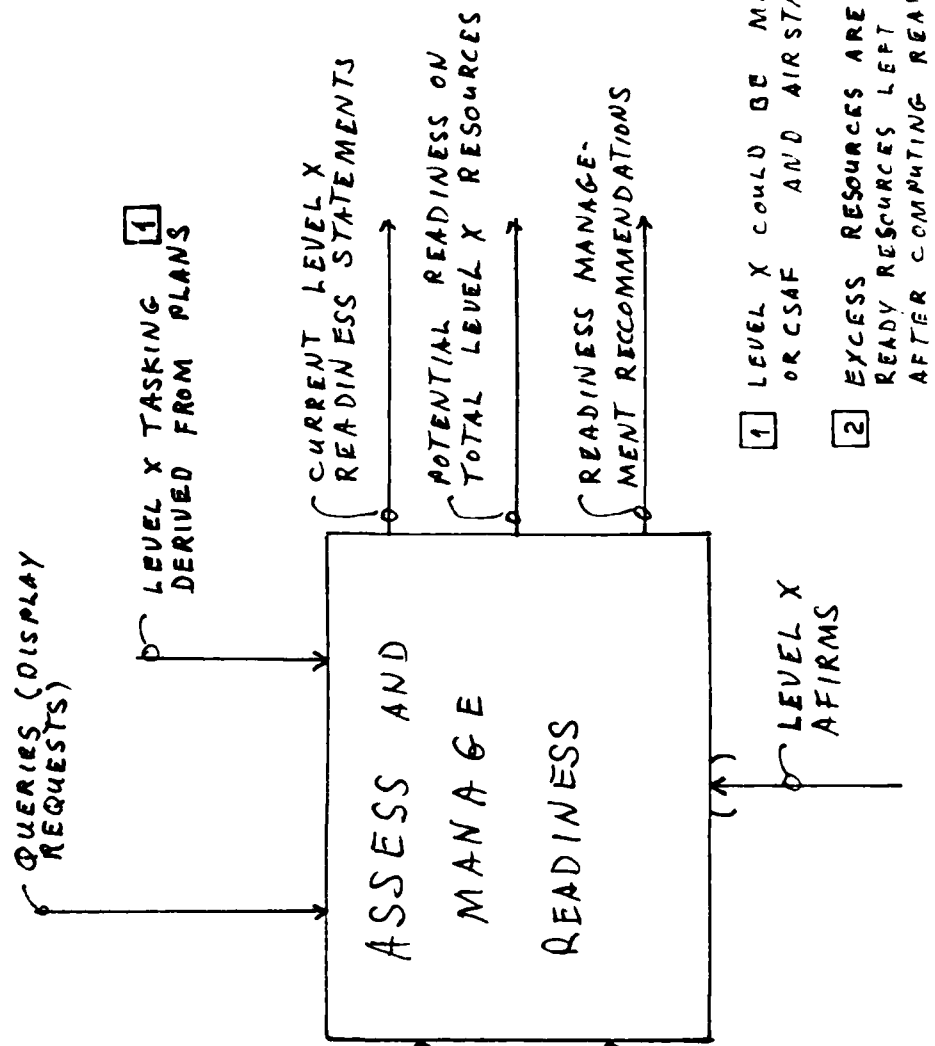 QUERIES (DISPLAY
REQUESTS)
LEVEL X TASKING 1
DERIVED FROM PLANS
CURRENT LEVEL X
READINESS STATEMENTS
POTENTIAL READINESS ON
TOTAL LEVEL X RESOURCES
READINESS MANAGE-
MENT RECCOMMENDATIONS
ASSESS AND
MANAGE
READINESS
LEVEL X
AFIRMS
1 LEVEL X COULD BE
OR CSAF AND AIR
2 EXCESS RESOURCES ARE
READY RESOURCES LEFT
AFTER COMPUTING